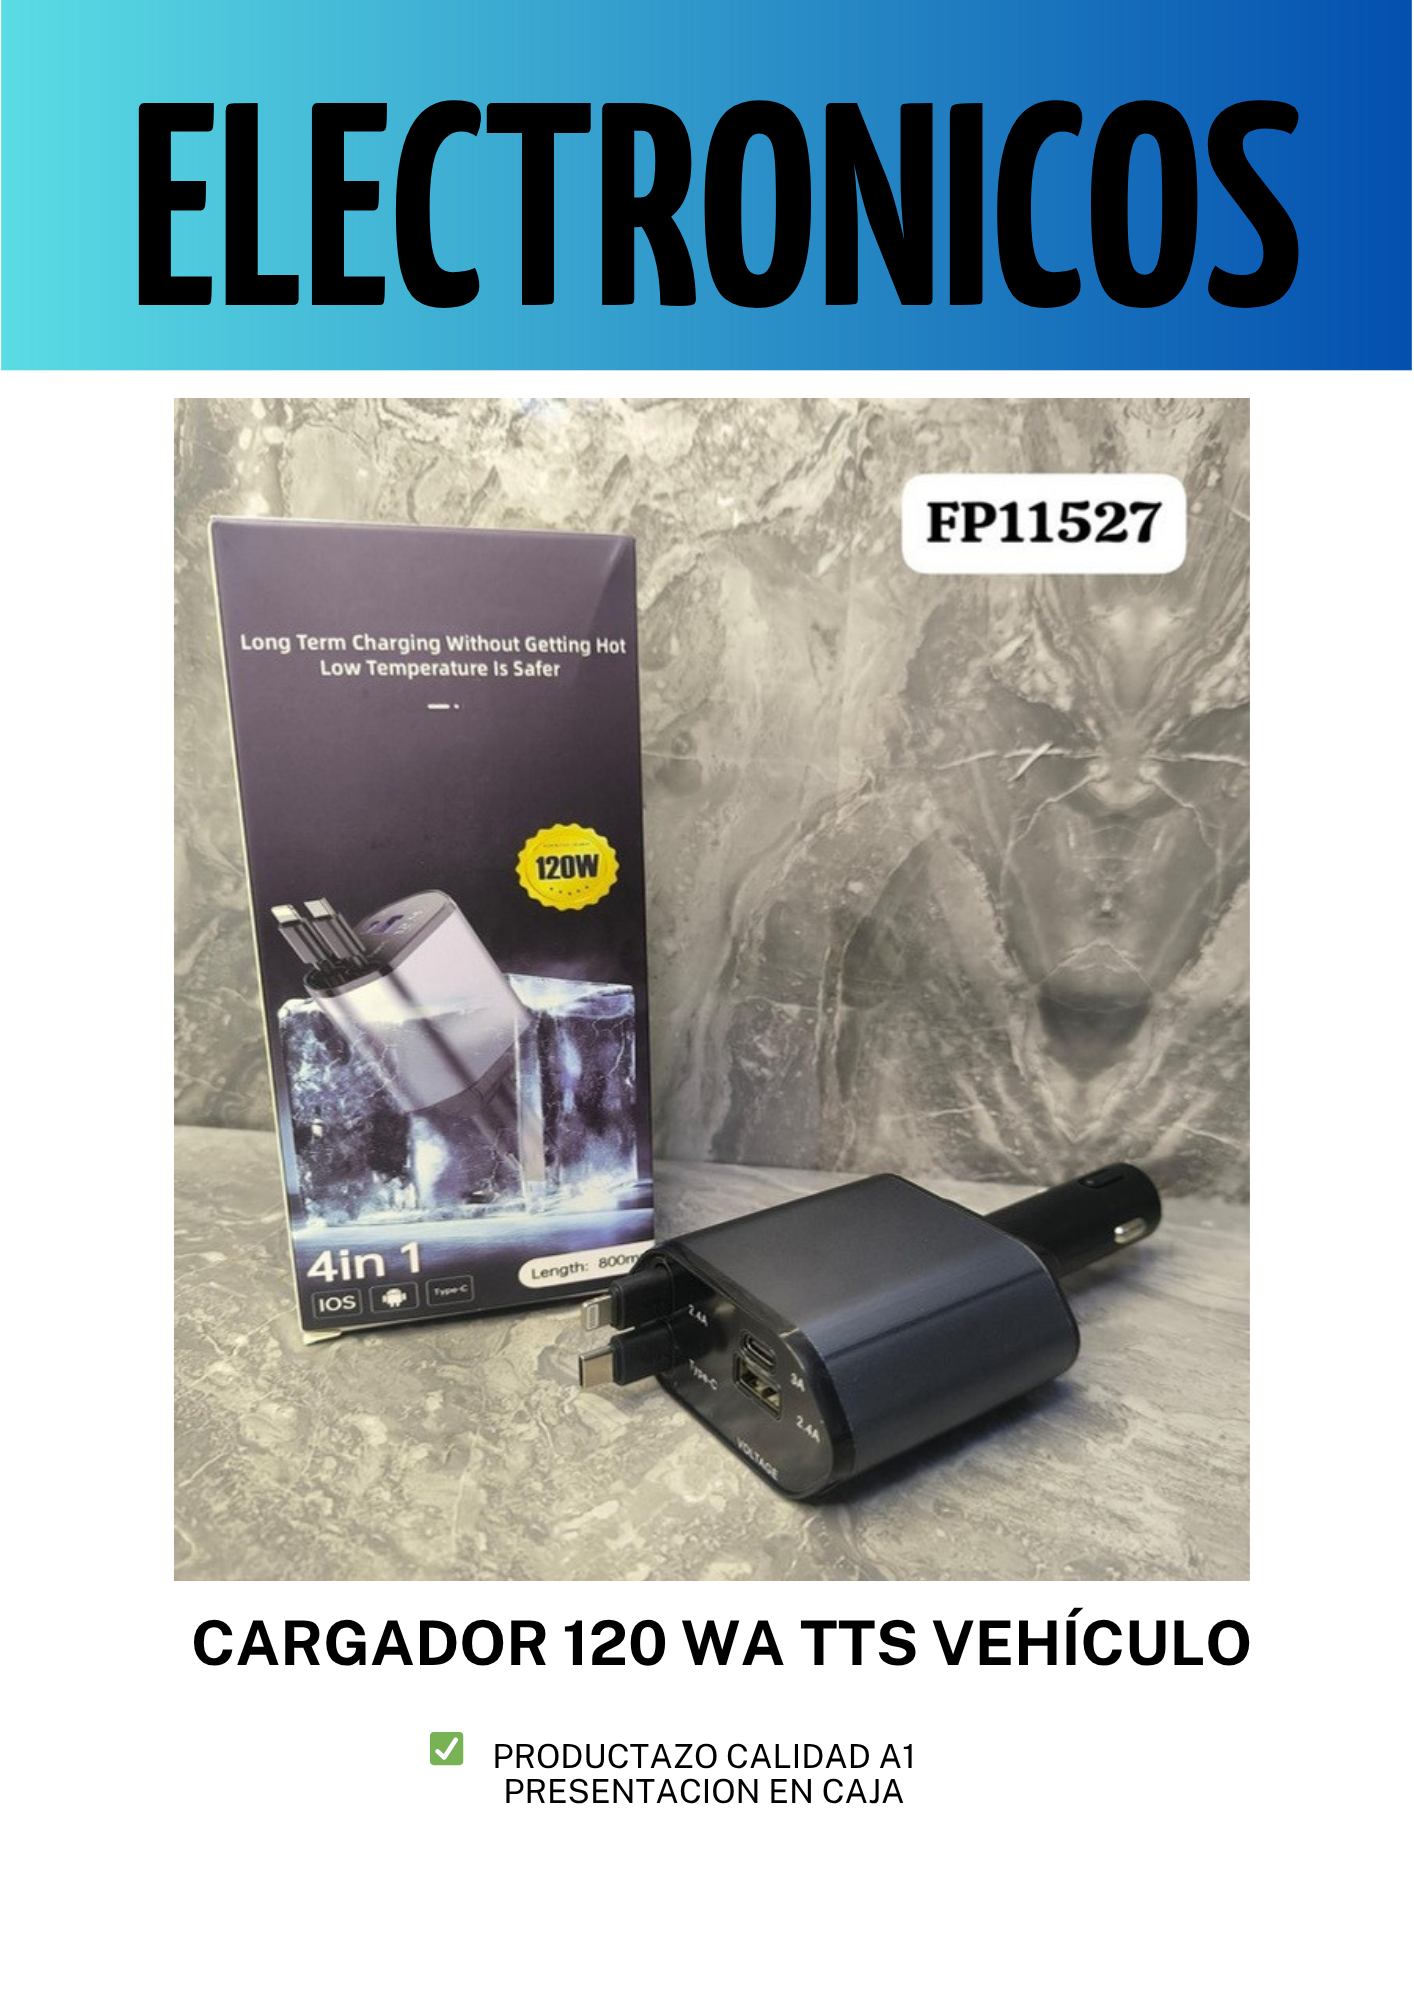 ELECTRONICOS
FP11527
Long Term Charging Without Getting Hot
Low Temperature Is Safer
120W
4in 1
Length: 800m
IOS
Type-C
2.4A
Type-C
3A
2.4A
VOLTAGE
CARGADOR 120 WA TTS VEHÍCULO
✅ PRODUCTAZO CALIDAD A1
PRESENTACION EN CAJA